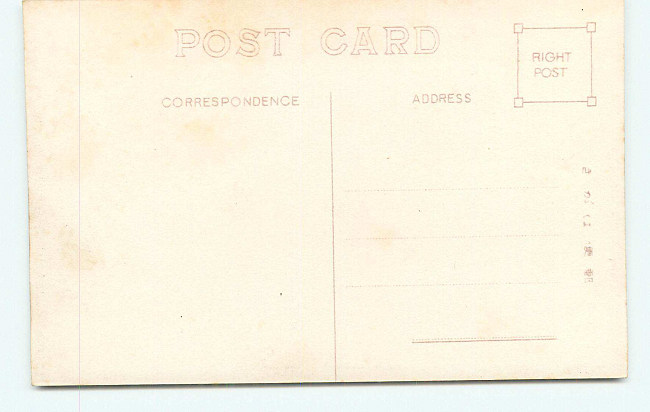 POST CARD
RIGHT
POST
CORRESPONDENCE
ADDRESS